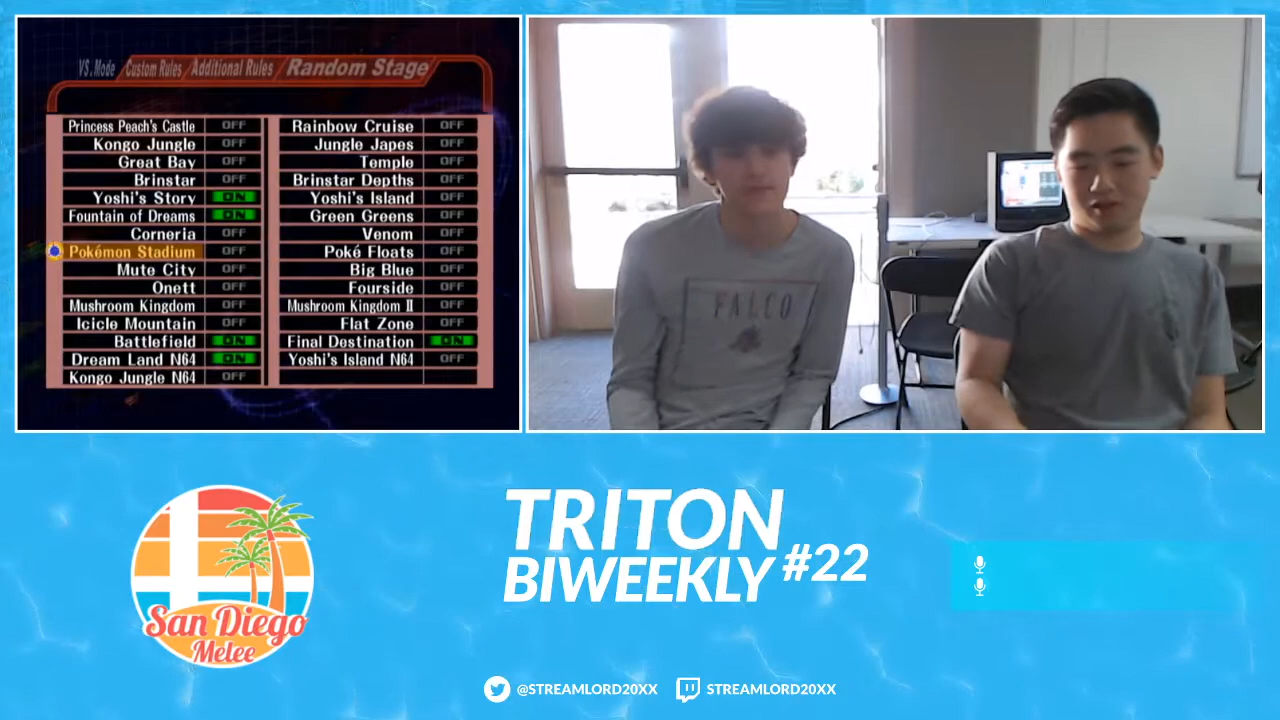 VS. Mode Custom Rules Additional Rules Random Stage
Princess Peach's Castle OFF Rainbow Cruise OFF
Kongo Jungle OFF Jungle Japes OFF
Great Bay OFF Temple OFF
Brinstar OFF Brinstar Depths OFF
Yoshi's Story ON Yoshi's Island OFF
Fountain of Dreams ON Green Greens OFF
Corneria OFF Venom OFF
Pokémon Stadium OFF Poké Floats OFF
Mute City OFF Big Blue OFF
Onett OFF Fourside OFF
Mushroom Kingdom OFF Mushroom Kingdom II OFF
Icicle Mountain OFF Flat Zone OFF
Battlefield ON Final Destination ON
Dream Land N64 ON Yoshi's Island N64 OFF
Kongo Jungle N64 OFF
FALCO
TRITON
BIWEEKLY #22
San Diego
Melee
@STREAMLORD20XX STREAMLORD20XX